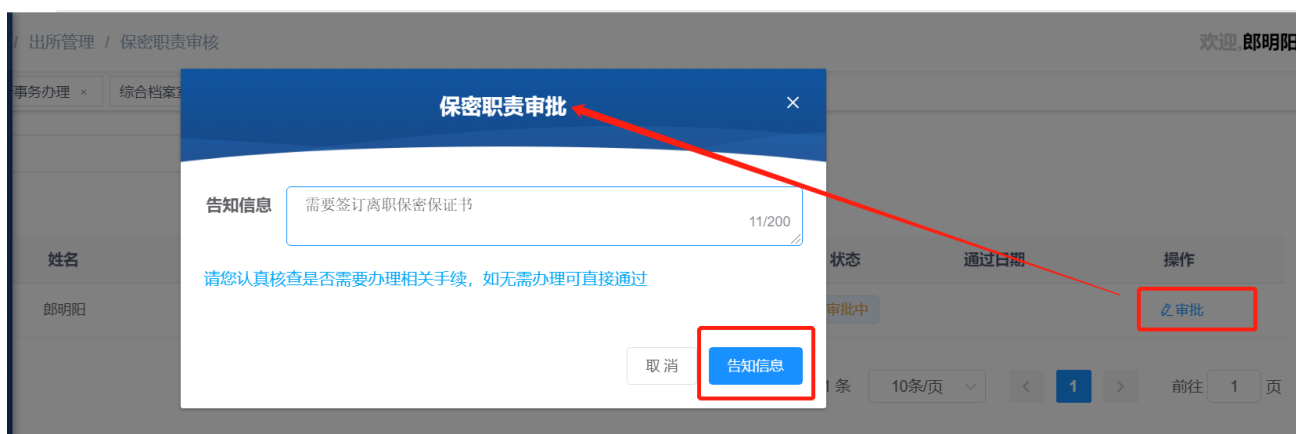 / 出所管理 / 保密职责审核
欢迎,郎明阳
事务办理 ×
综合档案室
保密职责审批
×
告知信息
需要签订离职保密保证书
11/200
请您认真核查是否需要办理相关手续，如无需办理可直接通过
取 消
告知信息
姓名
状态
通过日期
操作
郎明阳
审批中
审批
条
10条/页
<
1
>
前往
1
页